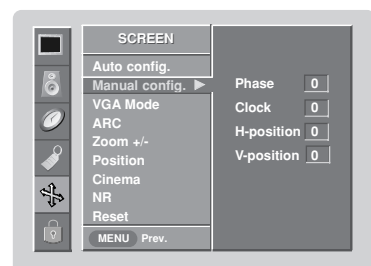 SCREEN
Auto config.
Manual config. ▶
VGA Mode
ARC
Zoom +/-
Position
Cinema
NR
Reset
MENU Prev.
Phase 0
Clock 0
H-position 0
V-position 0